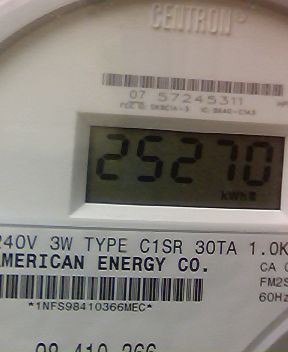 CENTRON®
07 57245311
25270
kWh
240V 3W TYPE C1SR 30TA 1.0K
AMERICAN ENERGY CO.
CA
FM2S
60Hz
*1NFS98410366MEC*